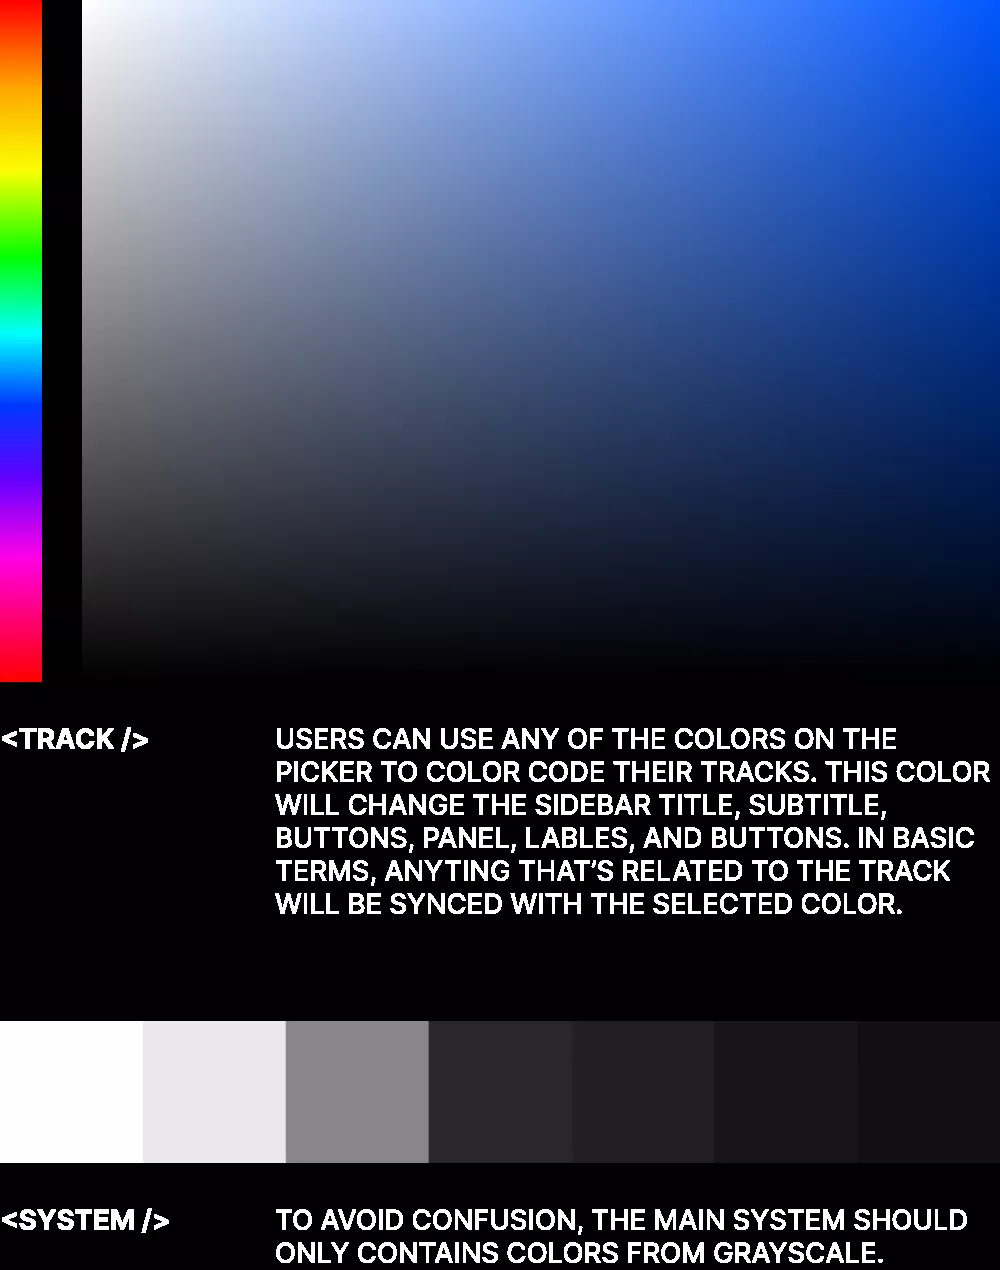 <TRACK />
USERS CAN USE ANY OF THE COLORS ON THE
PICKER TO COLOR CODE THEIR TRACKS. THIS COLOR
WILL CHANGE THE SIDEBAR TITLE, SUBTITLE,
BUTTONS, PANEL, LABLES, AND BUTTONS. IN BASIC
TERMS, ANYTING THAT’S RELATED TO THE TRACK
WILL BE SYNCED WITH THE SELECTED COLOR.
<SYSTEM />
TO AVOID CONFUSION, THE MAIN SYSTEM SHOULD
ONLY CONTAINS COLORS FROM GRAYSCALE.